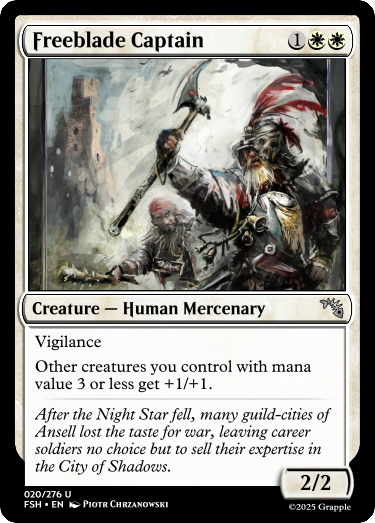 Freeblade Captain 1
Creature — Human Mercenary
Vigilance
Other creatures you control with mana
value 3 or less get +1/+1.
After the Night Star fell, many guild-cities of
Ansell lost the taste for war, leaving career
soldiers no choice but to sell their expertise in
the City of Shadows.
2/2
020/276 U
FSH • EN Piotr Chrzanowski
©2025 Grapple